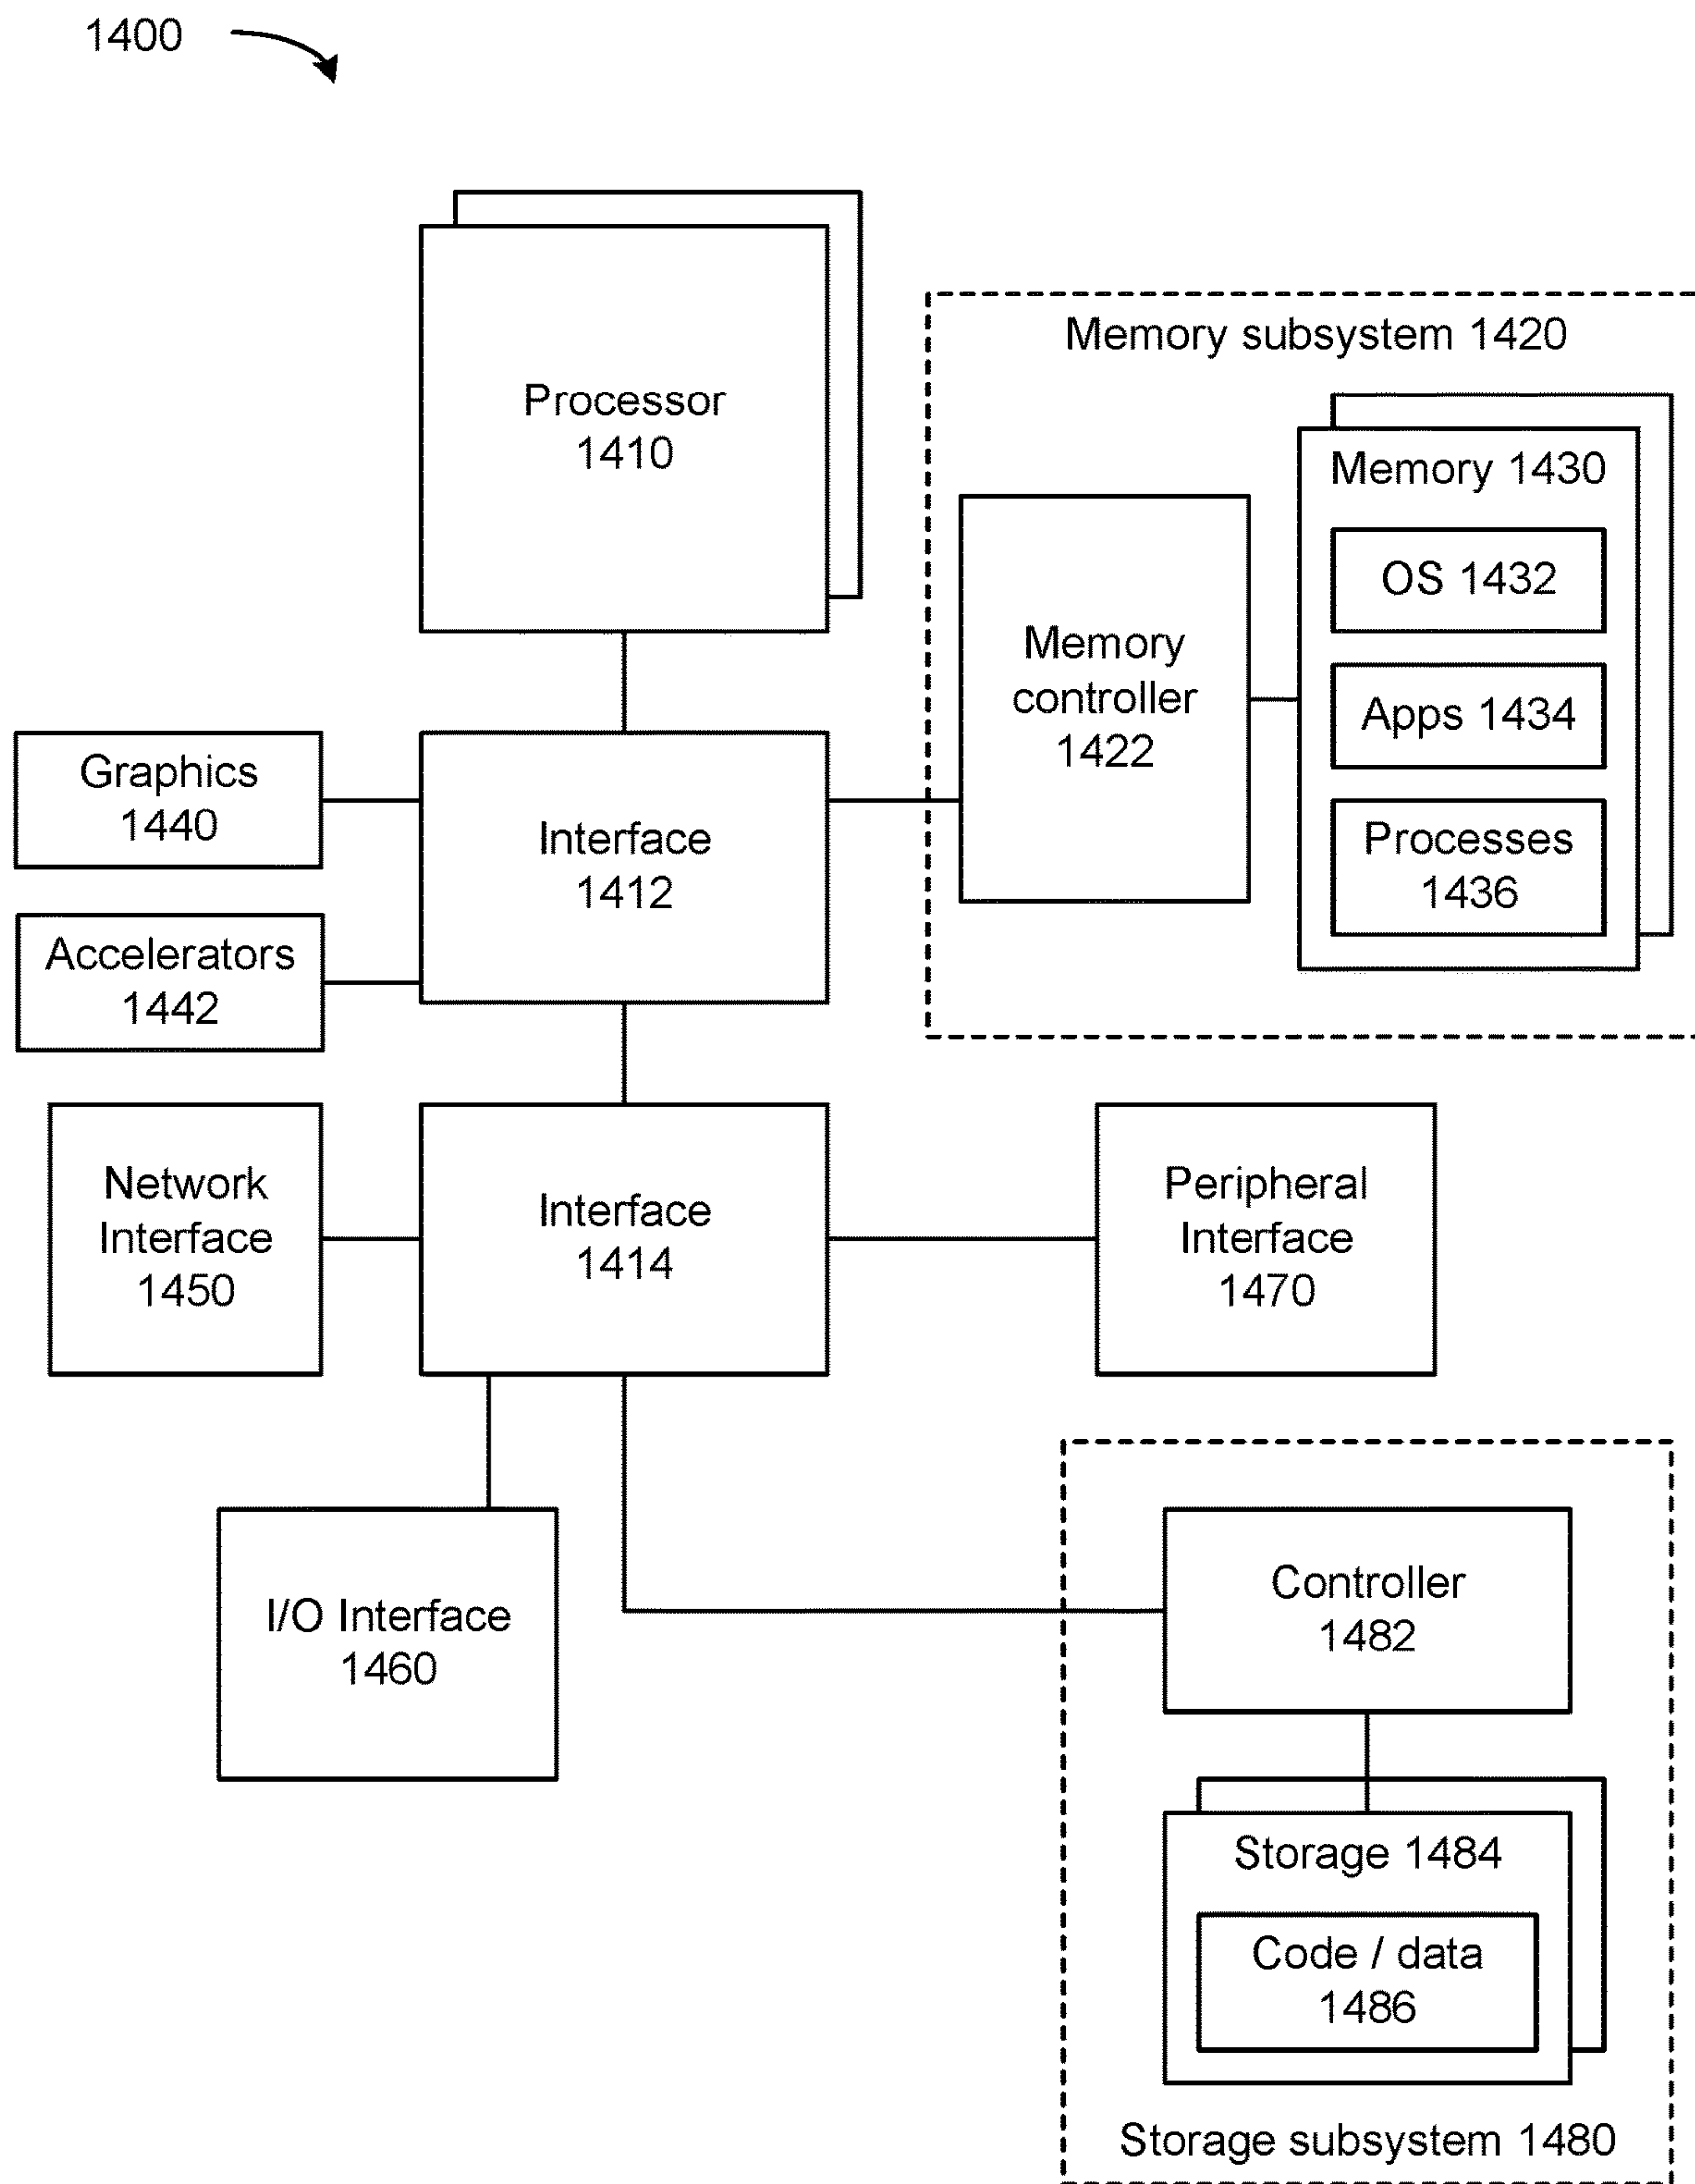 1400
Processor
1410
Memory subsystem 1420
Memory 1430
OS 1432
Apps 1434
Processes
1436
Memory
controller
1422
Graphics
1440
Interface
1412
Accelerators
1442
Network
Interface
1450
Interface
1414
Peripheral
Interface
1470
I/O Interface
1460
Controller
1482
Storage 1484
Code / data
1486
Storage subsystem 1480